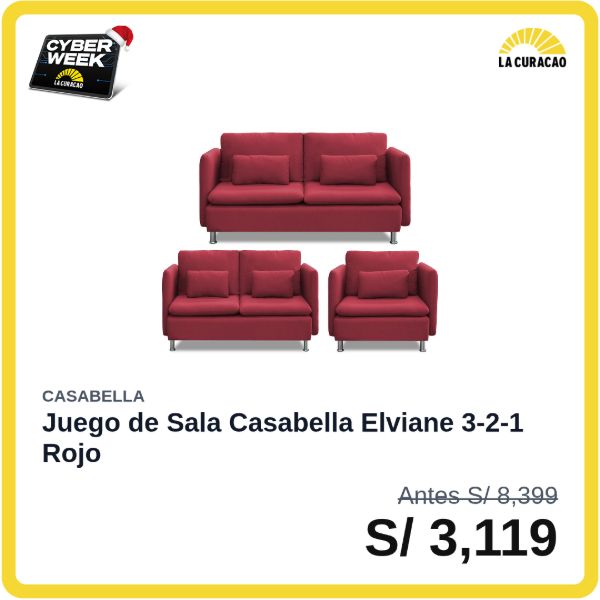 CYBER
WEEK
LA CURACAO
LA CURACAO
CASABELLA
Juego de Sala Casabella Elviane 3-2-1
Rojo
Antes S/ 8,399
S/ 3,119